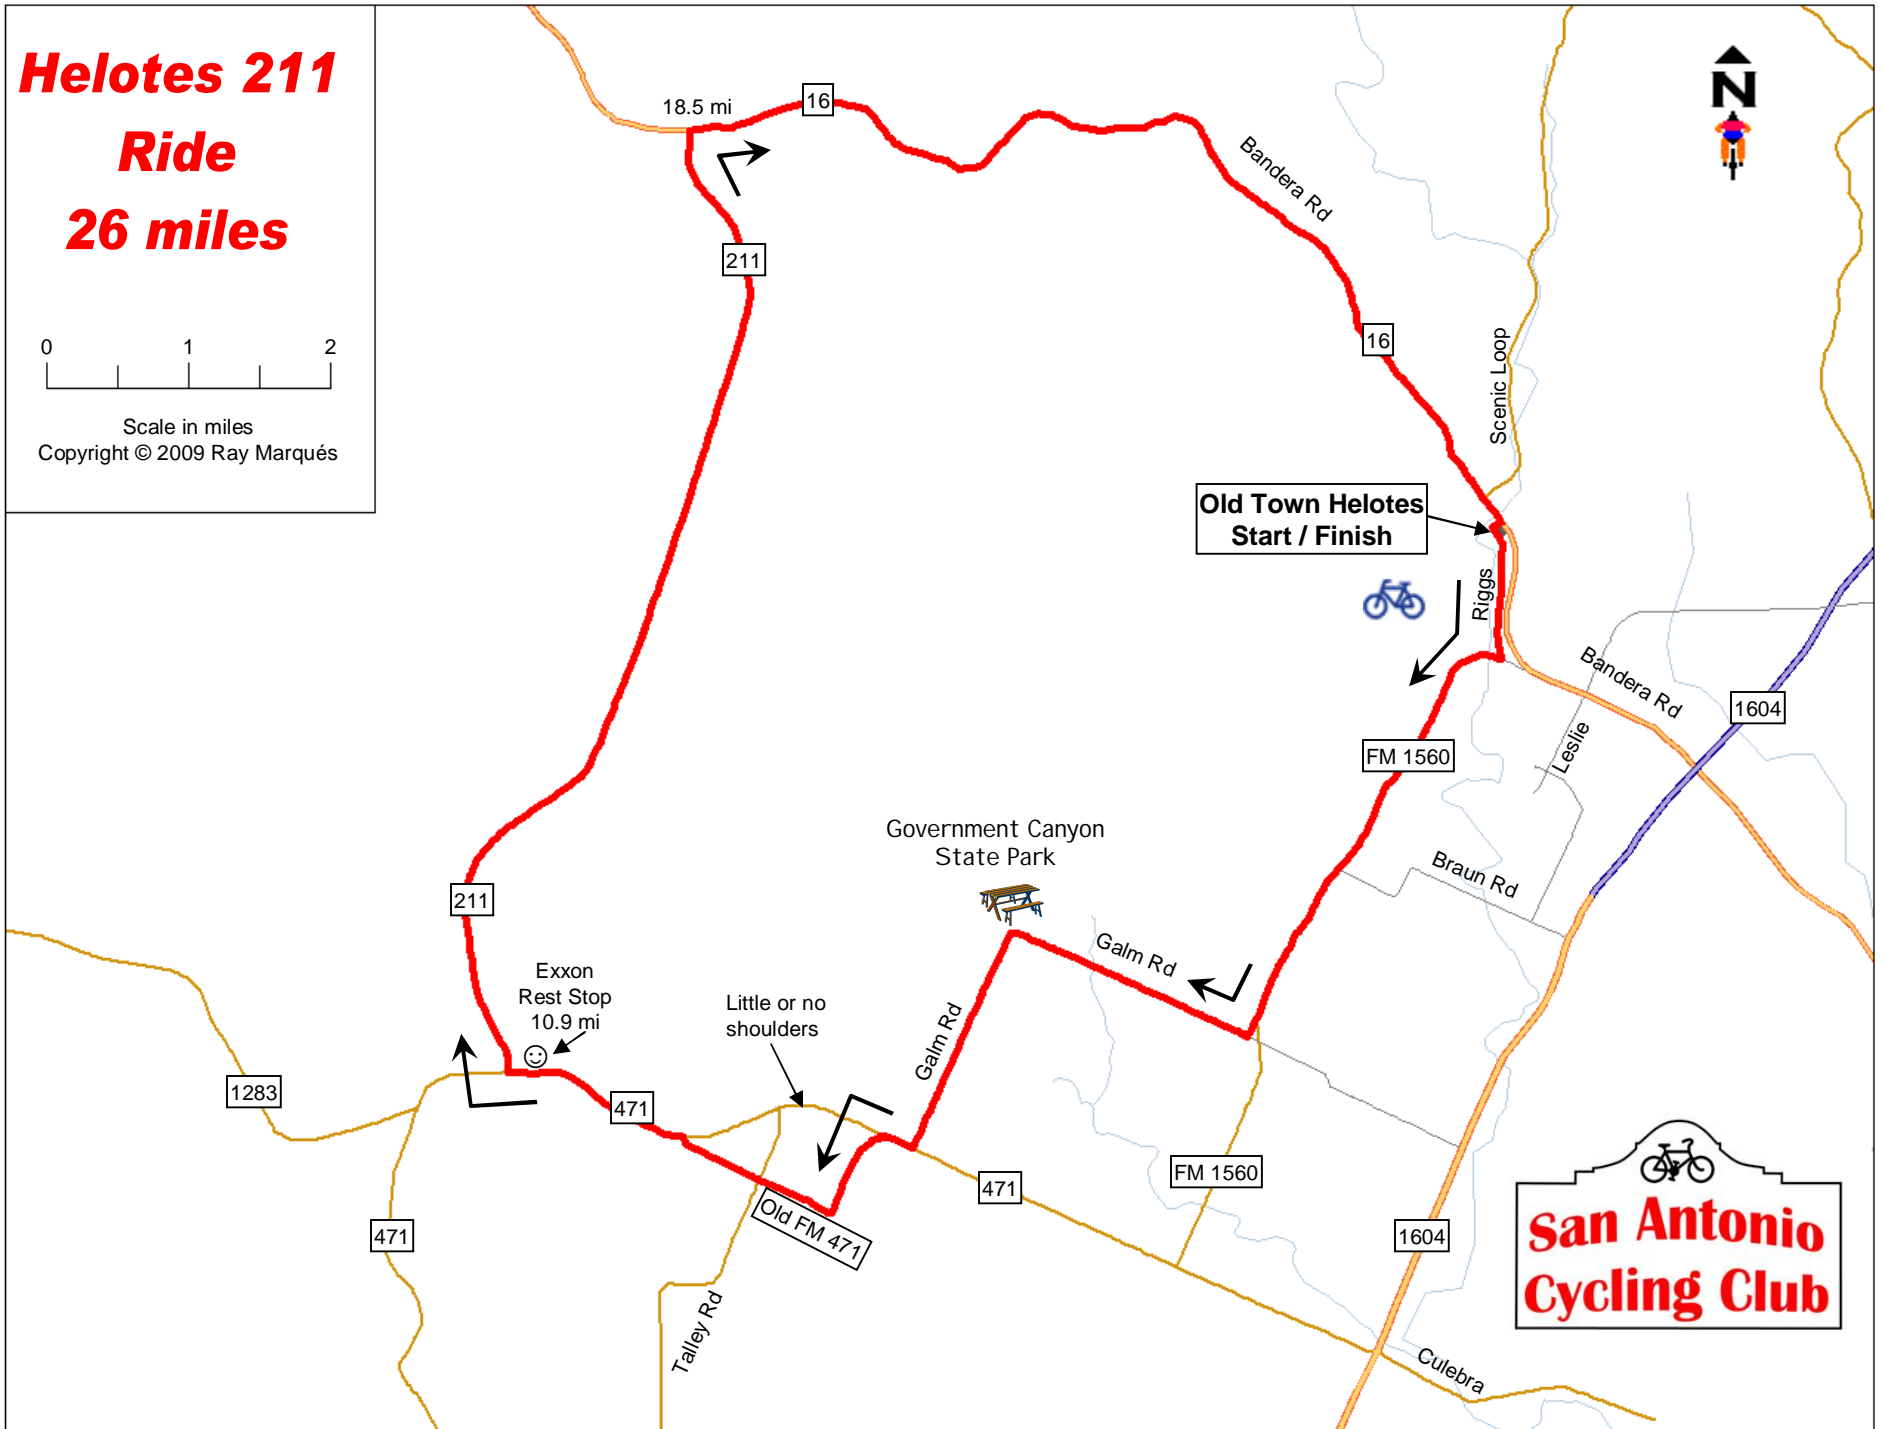 Helotes 211
Ride
26 miles
0 1 2
Scale in miles
Copyright © 2009 Ray Marqués
18.5 mi
16
N
Bandera Rd
211
16
Scenic Loop
Old Town Helotes
Start / Finish
Riggs
Bandera Rd
1604
Leslie
FM 1560
Government Canyon
State Park
Braun Rd
211
Galm Rd
Exxon
Rest Stop
10.9 mi
Little or no
shoulders
Galm Rd
1283
471
471
FM 1560
471
Old FM 471
1604
San Antonio
Cycling Club
Talley Rd
Culebra